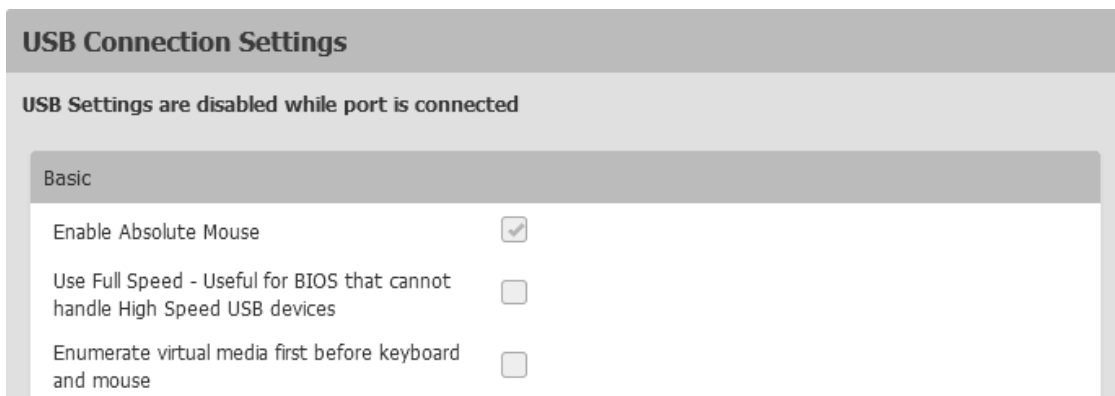 USB Connection Settings
USB Settings are disabled while port is connected
Basic
Enable Absolute Mouse
Use Full Speed - Useful for BIOS that cannot
handle High Speed USB devices
Enumerate virtual media first before keyboard
and mouse